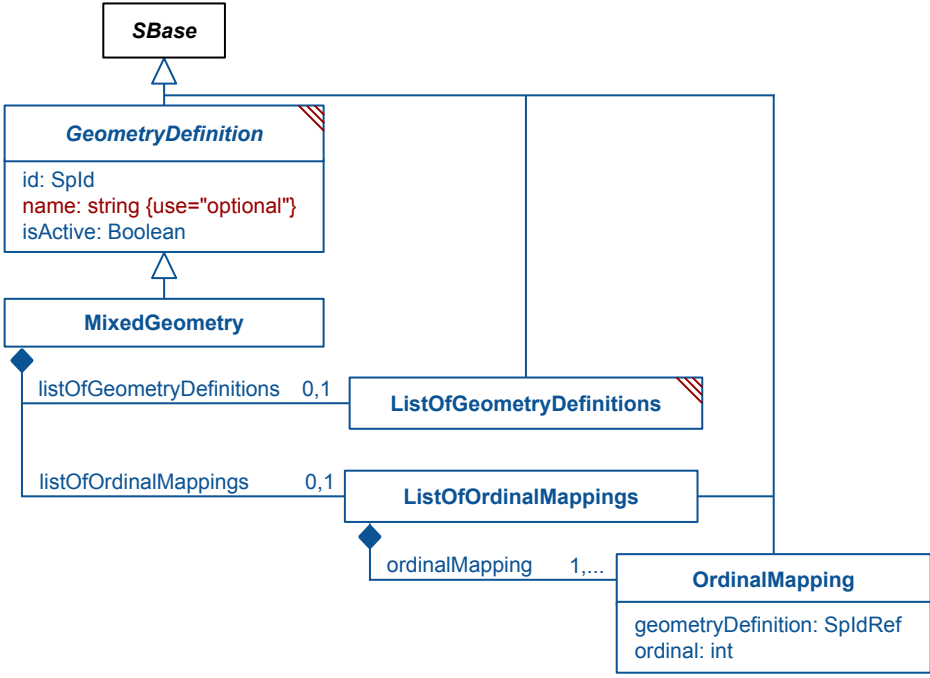 SBase
GeometryDefinition
id: SpId
name: string {use="optional"}
isActive: Boolean
MixedGeometry
listOfGeometryDefinitions 0,1
ListOfGeometryDefinitions
listOfOrdinalMappings 0,1
ListOfOrdinalMappings
ordinalMapping 1,...
OrdinalMapping
geometryDefinition: SpIdRef
ordinal: int